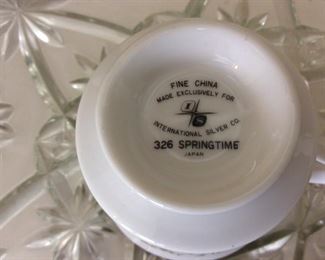 FINE CHINA
MADE EXCLUSIVELY FOR
I/S
INTERNATIONAL SILVER CO.
326 SPRINGTIME
JAPAN